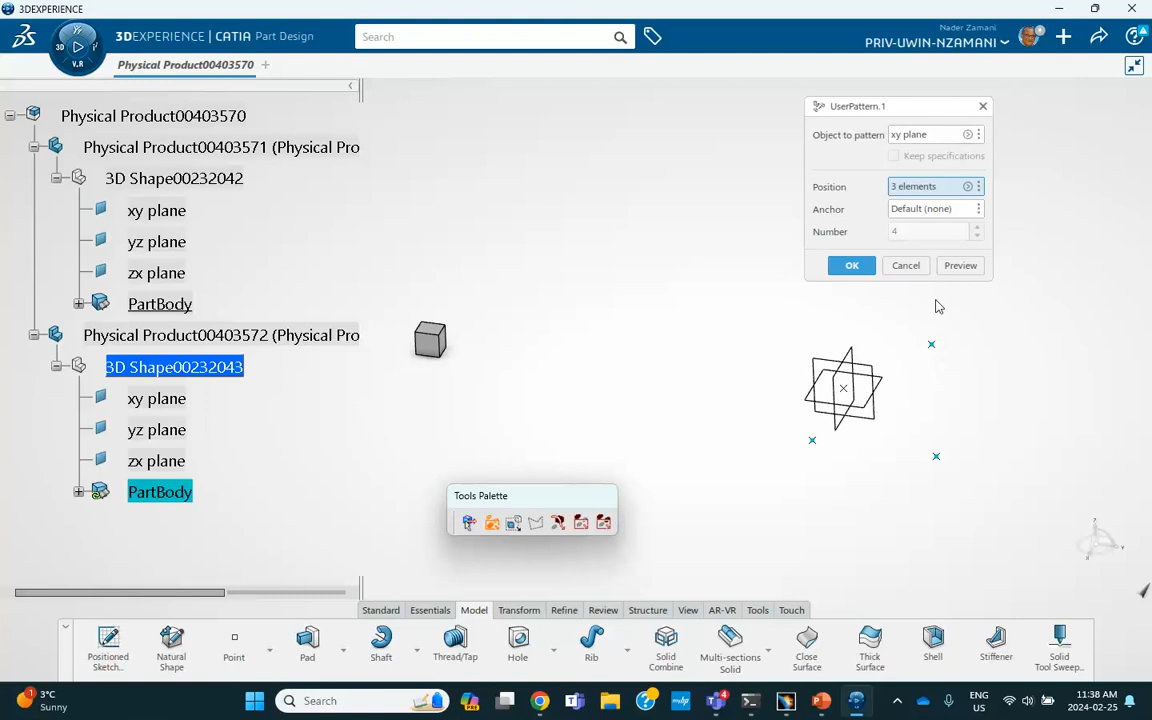 3DEXPERIENCE
3DEXPERIENCE | CATIA Part Design
Search
Nader Zamani
PRIV-UWIN-NZAMANI
3D
V.R
Physical Product00403570
Physical Product00403570
Physical Product00403571 (Physical Pro
3D Shape00232042
xy plane
yz plane
zx plane
PartBody
Physical Product00403572 (Physical Pro
3D Shape00232043
xy plane
yz plane
zx plane
PartBody
UserPattern.1
Object to pattern xy plane
Keep specifications
Position 3 elements
Anchor Default (none)
Number 4
OK Cancel Preview
Tools Palette
Standard Essentials Model Transform Refine Review Structure View AR-VR Tools Touch
Positioned Sketch... Natural Shape Point Pad Shaft Thread/Tap Hole Rib Solid Combine Multi-sections Solid Close Surface Thick Surface Shell Stiffener Solid Tool Sweep...
3°C
Sunny
Search
ENG
CMS
11:38 AM
2024-02-25